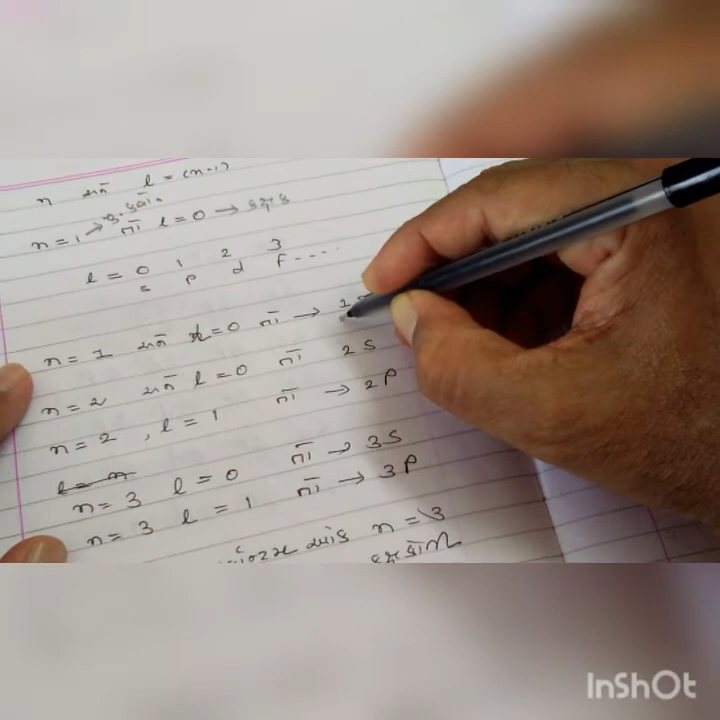 n અને l = (n-1)
n = 1 → તો l = 0 →
l = 0 1 2 3
s p d f ....
n = 1 અને l = 0 તો → 1s
n = 2 અને l = 0 તો 2s
n = 2 , l = 1 તો → 2p
n = 3 l = 0 તો → 3s
n = 3 l = 1 તો → 3p
આંક n = 3
InShOt